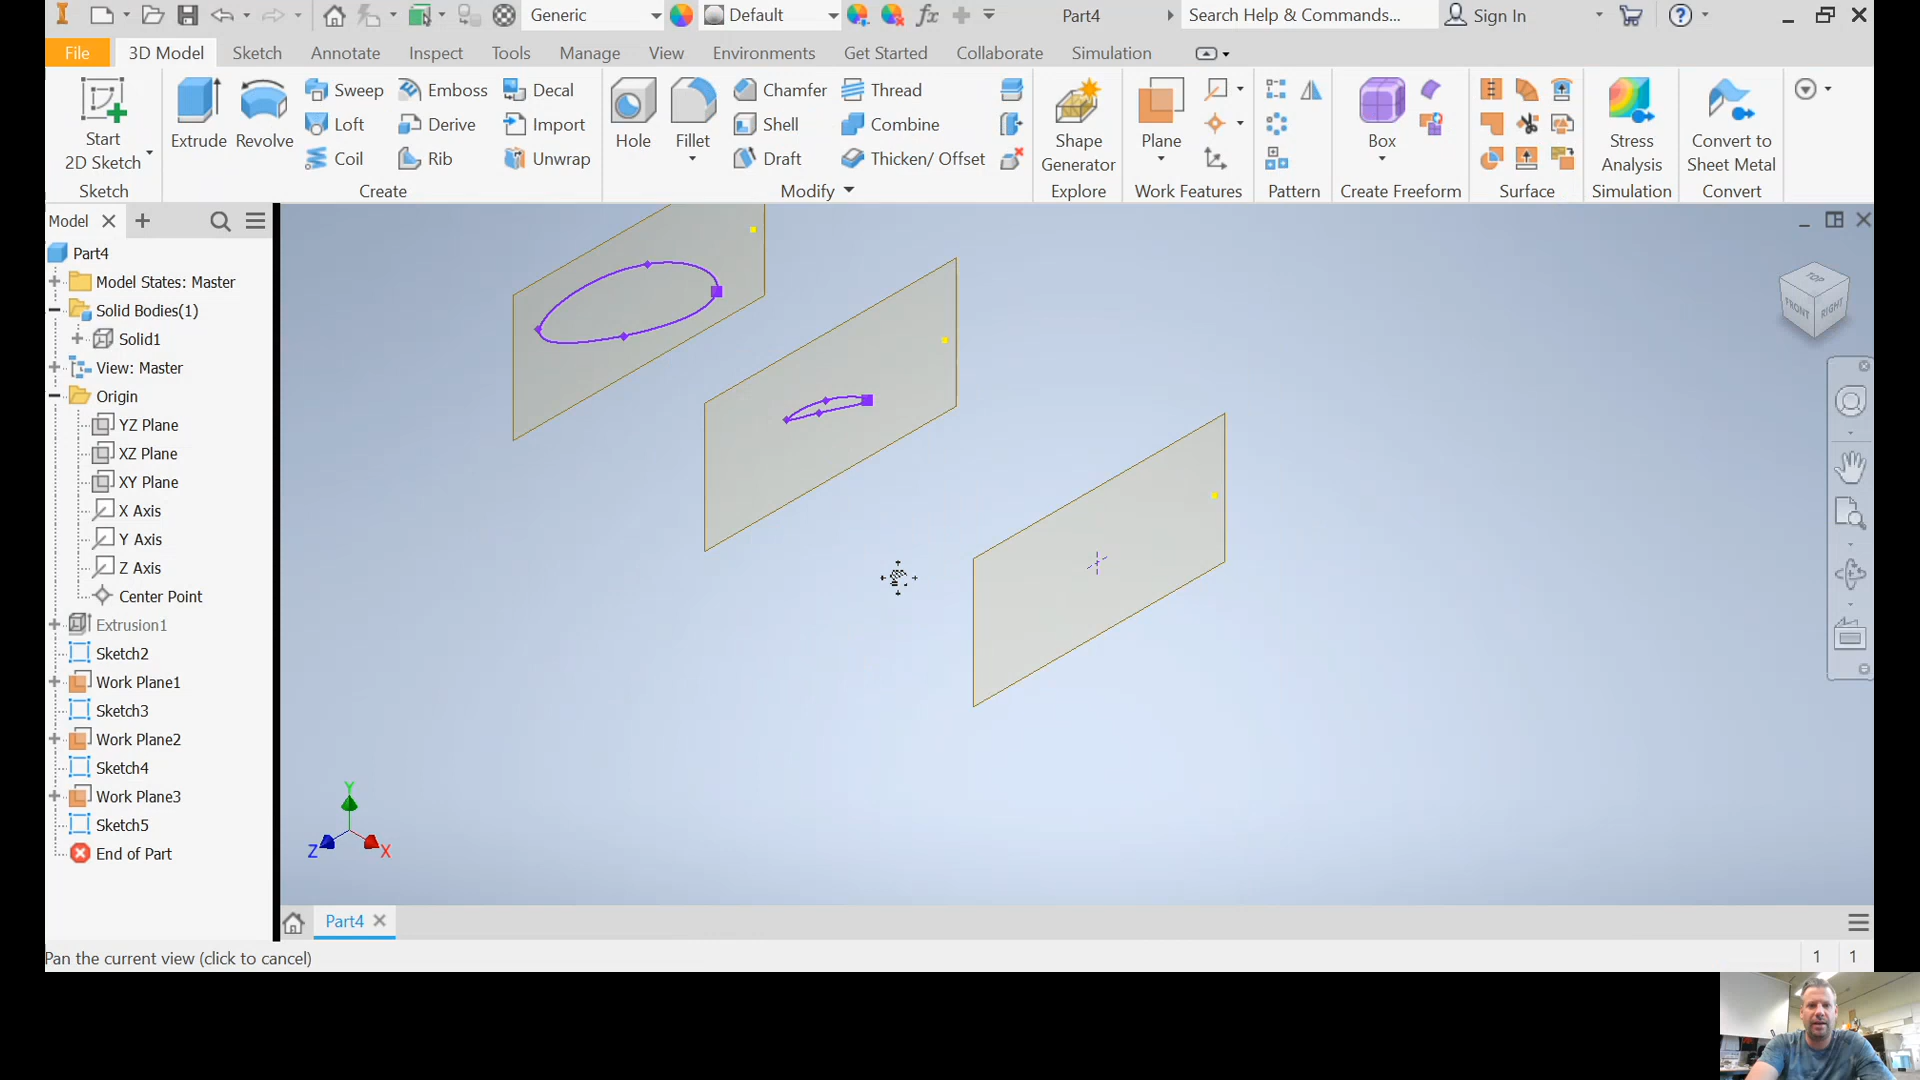 Generic
Default
fx
Part4
Search Help & Commands...
Sign In
File
3D Model
Sketch
Annotate
Inspect
Tools
Manage
View
Environments
Get Started
Collaborate
Simulation
Start
2D Sketch
Extrude
Revolve
Sweep
Loft
Coil
Emboss
Derive
Rib
Decal
Import
Unwrap
Hole
Fillet
Chamfer
Shell
Draft
Thread
Combine
Thicken/ Offset
Shape
Generator
Plane
Box
Stress
Analysis
Convert to
Sheet Metal
Sketch
Create
Modify
Explore
Work Features
Pattern
Create Freeform
Surface
Simulation
Convert
Model
Part4
Model States: Master
Solid Bodies(1)
Solid1
View: Master
Origin
YZ Plane
XZ Plane
XY Plane
X Axis
Y Axis
Z Axis
Center Point
Extrusion1
Sketch2
Work Plane1
Sketch3
Work Plane2
Sketch4
Work Plane3
Sketch5
End of Part
TOP
FRONT
RIGHT
Y
Z
X
Part4
Pan the current view (click to cancel)
1
1